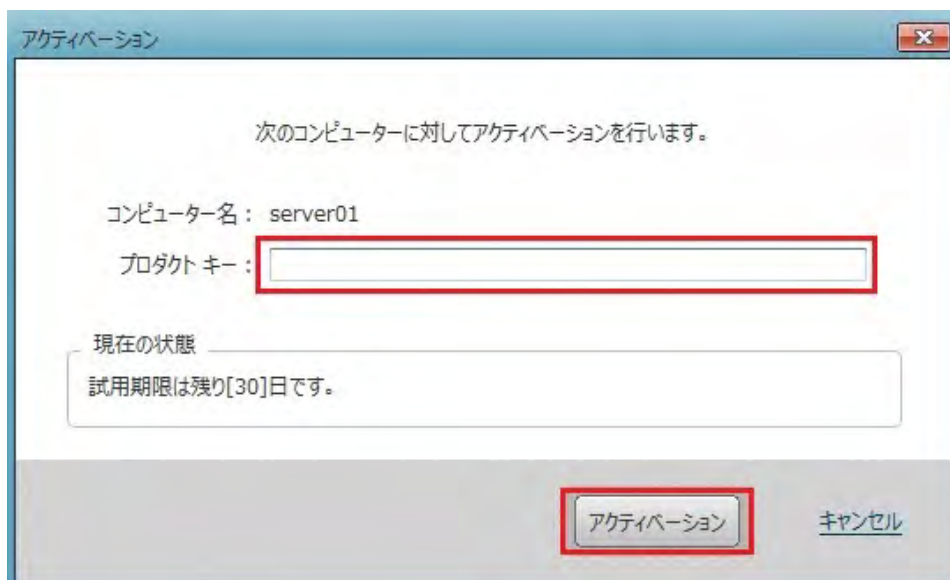 アクティベーション
次のコンピューターに対してアクティベーションを行います。
コンピューター名： server01
プロダクト キー：
現在の状態
試用期限は残り[30]日です。
アクティベーション
キャンセル